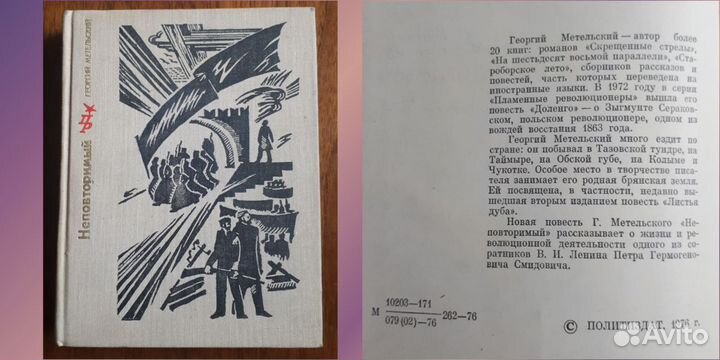 Неповторимый
ГЕОРГИЙ МЕТЕЛЬСКИЙ
Георгий Метельский — автор более
20 книг: романов «Скрещенные стрелы»,
«На шестьдесят восьмой параллели», «Ста-
роборское лето», сборников рассказов и
повестей, часть которых переведена на
иностранные языки. В 1972 году в серии
«Пламенные революционеры» вышла его
повесть «Доленго» — о Зыгмунте Сераков-
ском, польском революционере, одном из
вождей восстания 1863 года.
Георгий Метельский много ездит по
стране: он побывал в Тазовской тундре, на
Таймыре, на Обской губе, на Колыме и
Чукотке. Особое место в творчестве писа-
теля занимает его родная брянская земля.
Ей посвящена, в частности, недавно вы-
шедшая вторым изданием повесть «Листья
дуба».
Новая повесть Г. Метельского «Не-
повторимый» рассказывает о жизни и ре-
волюционной деятельности одного из со-
ратников В. И. Ленина Петра Гермогено-
вича Смидовича.
М 10203—171
079(02)—76 262—76
© ПОЛИТИЗДАТ, 1976 г.
Avito